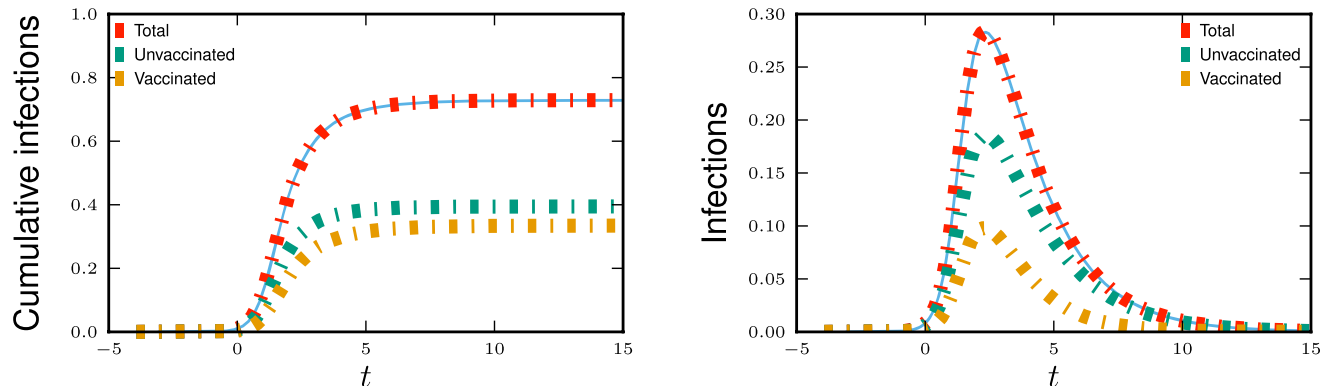 Cumulative infections
1.0
0.8
0.6
0.4
0.2
0.0
−5
0
5
10
15
t
Total
Unvaccinated
Vaccinated
Infections
0.30
0.25
0.20
0.15
0.10
0.05
0.00
−5
0
5
10
15
t
Total
Unvaccinated
Vaccinated